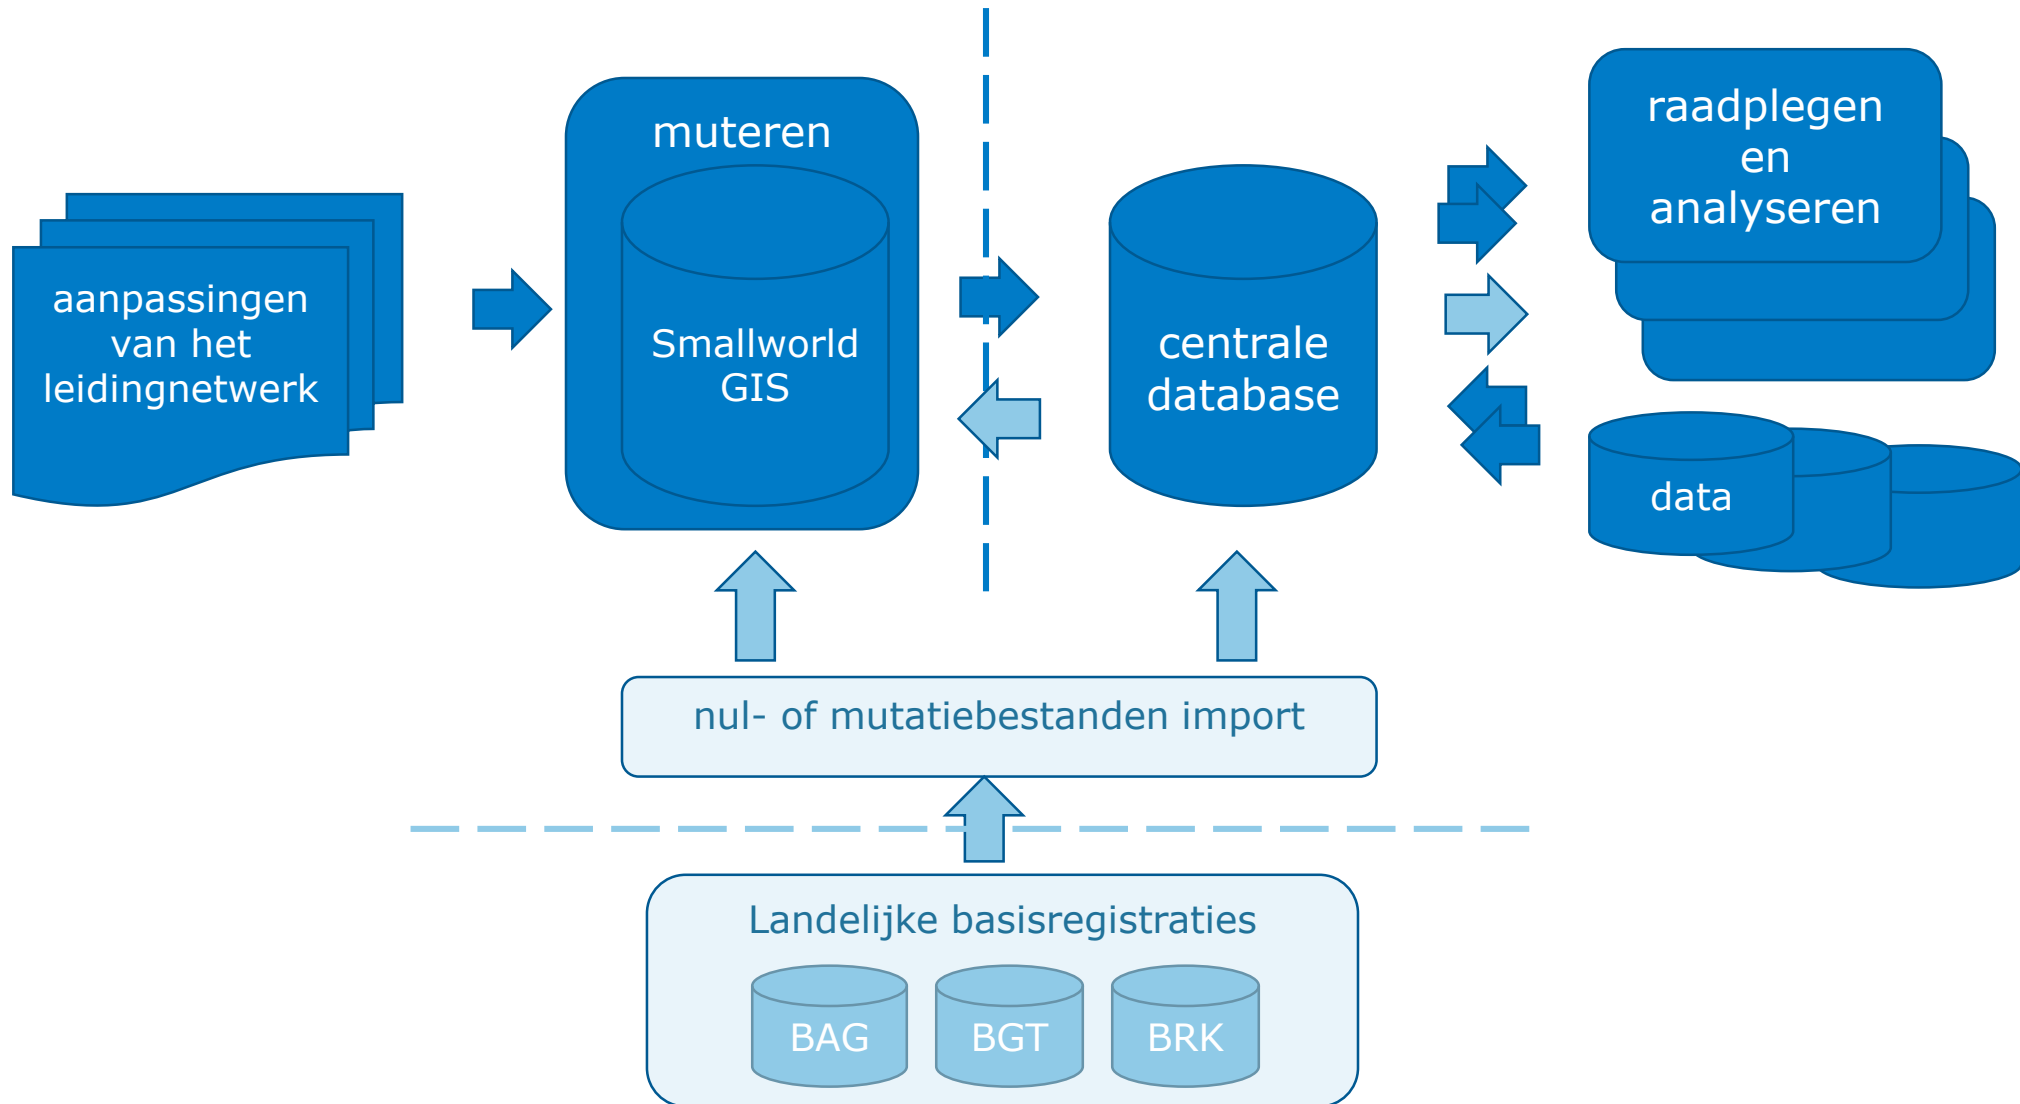 aanpassingen
van het
leidingnetwerk
muteren
Smallworld
GIS
centrale
database
raadplegen
en
analyseren
data
nul- of mutatiebestanden import
Landelijke basisregistraties
BAG
BGT
BRK